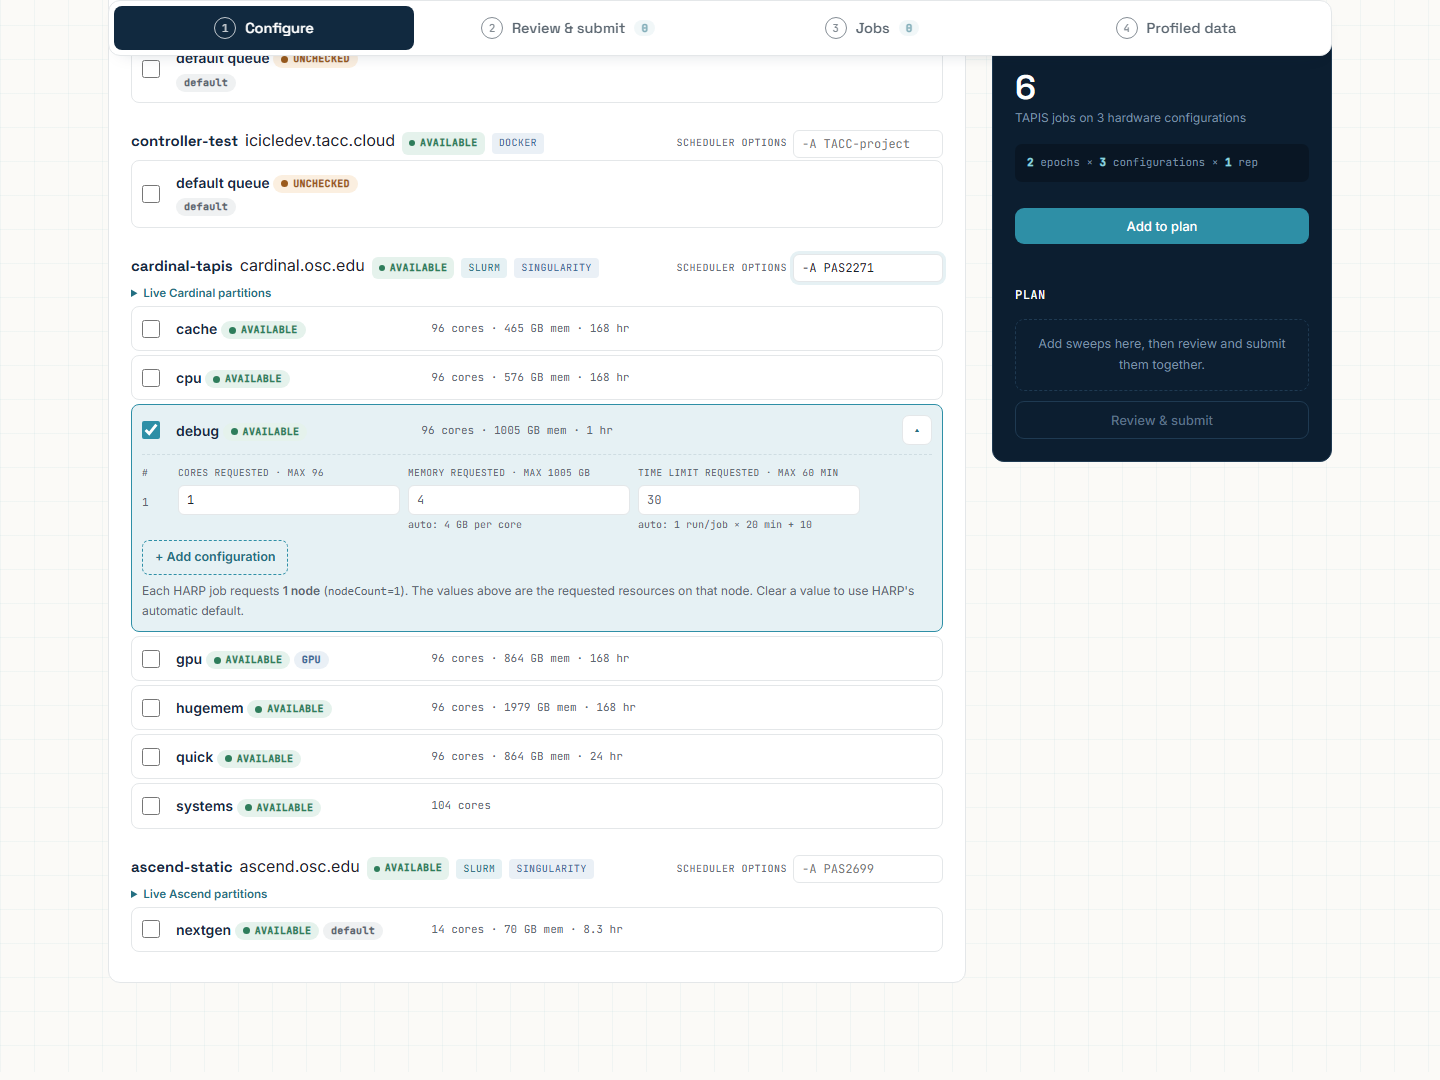 1 Configure
2 Review & submit 0
3 Jobs 0
4 Profiled data
default queue UNCHECKED
default
controller-test icicledev.tacc.cloud AVAILABLE DOCKER SCHEDULER OPTIONS -A TACC-project
default queue UNCHECKED
default
cardinal-tapis cardinal.osc.edu AVAILABLE SLURM SINGULARITY SCHEDULER OPTIONS -A PAS2271
▶ Live Cardinal partitions
cache AVAILABLE 96 cores · 465 GB mem · 168 hr
cpu AVAILABLE 96 cores · 576 GB mem · 168 hr
debug AVAILABLE 96 cores · 1005 GB mem · 1 hr
# CORES REQUESTED · MAX 96 MEMORY REQUESTED · MAX 1005 GB TIME LIMIT REQUESTED · MAX 60 MIN
1 1 4 30
auto: 4 GB per core auto: 1 run/job × 20 min + 10
+ Add configuration
Each HARP job requests 1 node (nodeCount=1). The values above are the requested resources on that node. Clear a value to use HARP's
automatic default.
gpu AVAILABLE GPU 96 cores · 864 GB mem · 168 hr
hugemem AVAILABLE 96 cores · 1979 GB mem · 168 hr
quick AVAILABLE 96 cores · 864 GB mem · 24 hr
systems AVAILABLE 104 cores
ascend-static ascend.osc.edu AVAILABLE SLURM SINGULARITY SCHEDULER OPTIONS -A PAS2699
▶ Live Ascend partitions
nextgen AVAILABLE default 14 cores · 70 GB mem · 8.3 hr
6
TAPIS jobs on 3 hardware configurations
2 epochs × 3 configurations × 1 rep
Add to plan
PLAN
Add sweeps here, then review and submit
them together.
Review & submit